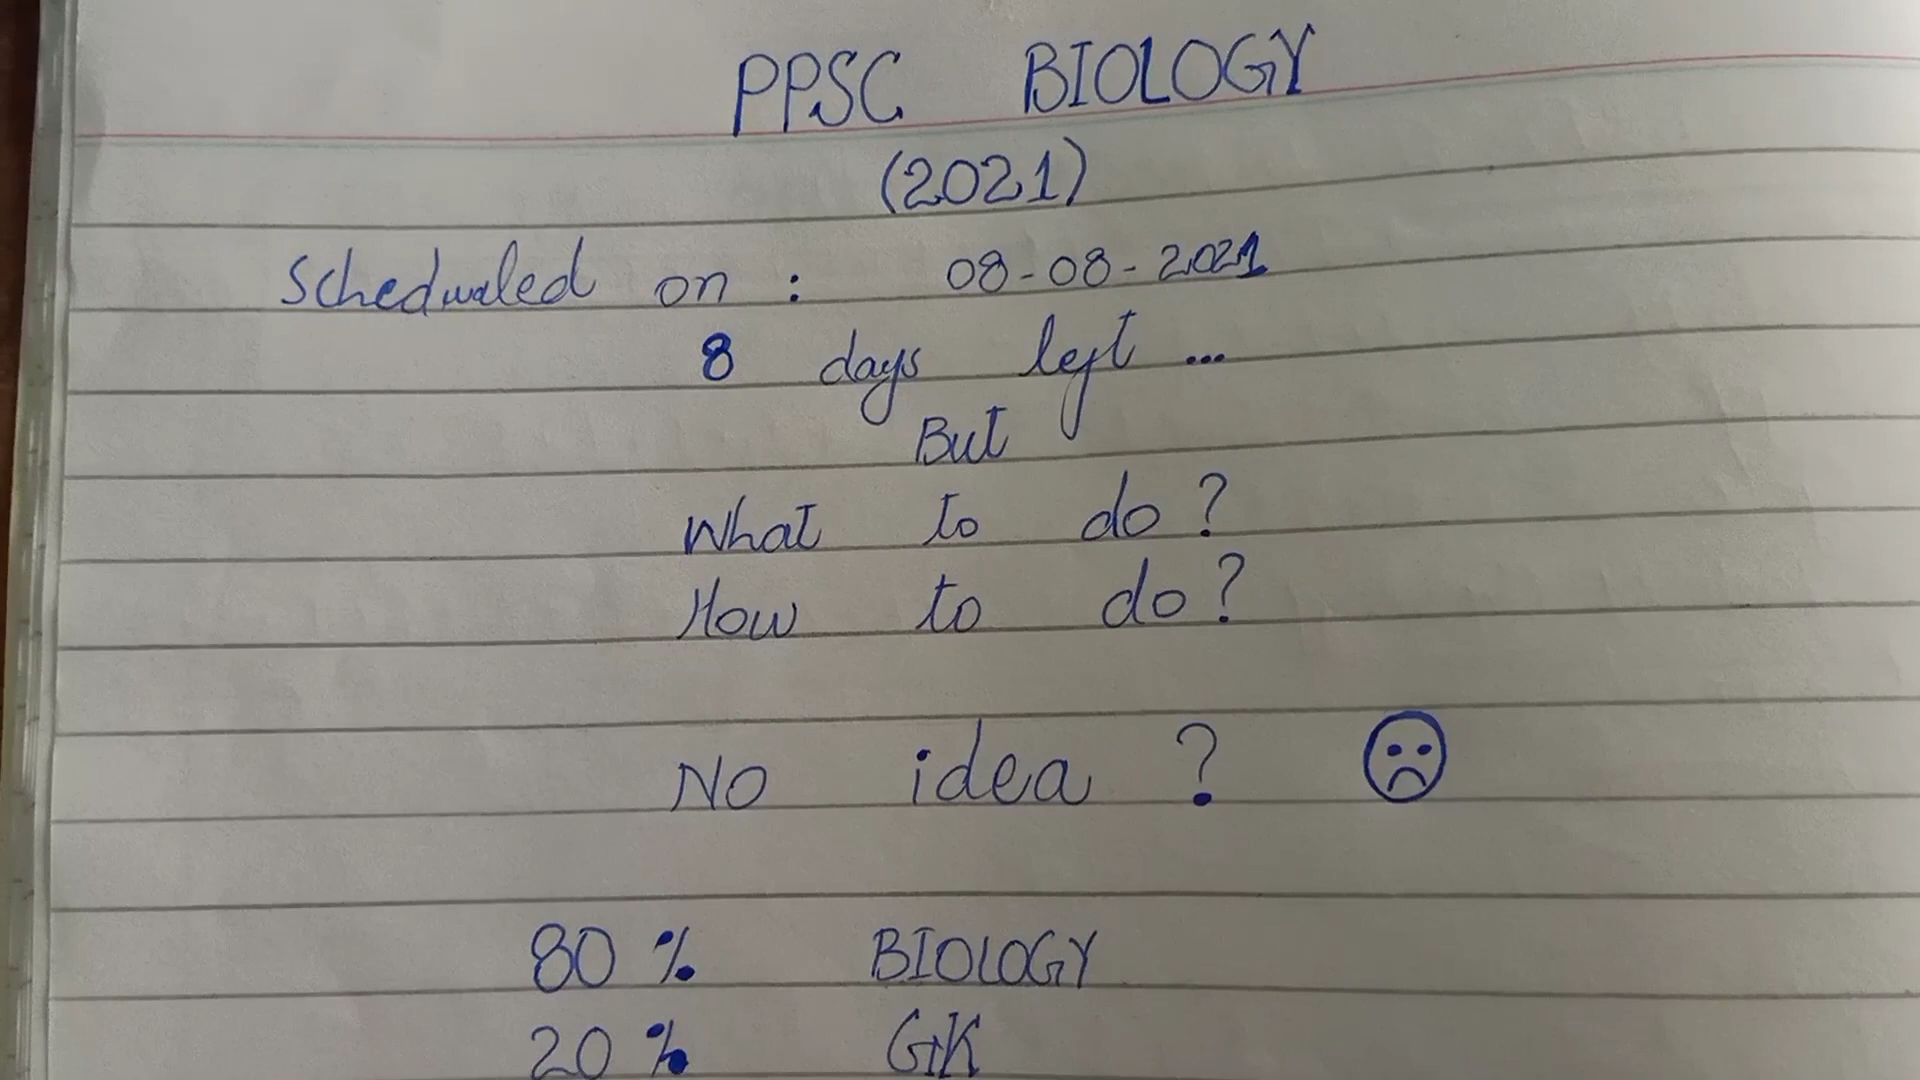 PPSC BIOLOGY
(2021)
Schedualed on : 08-08-2021
8 days left ...
But
What to do ?
How to do ?
No idea ? ☹
80 % BIOLOGY
20 % GK